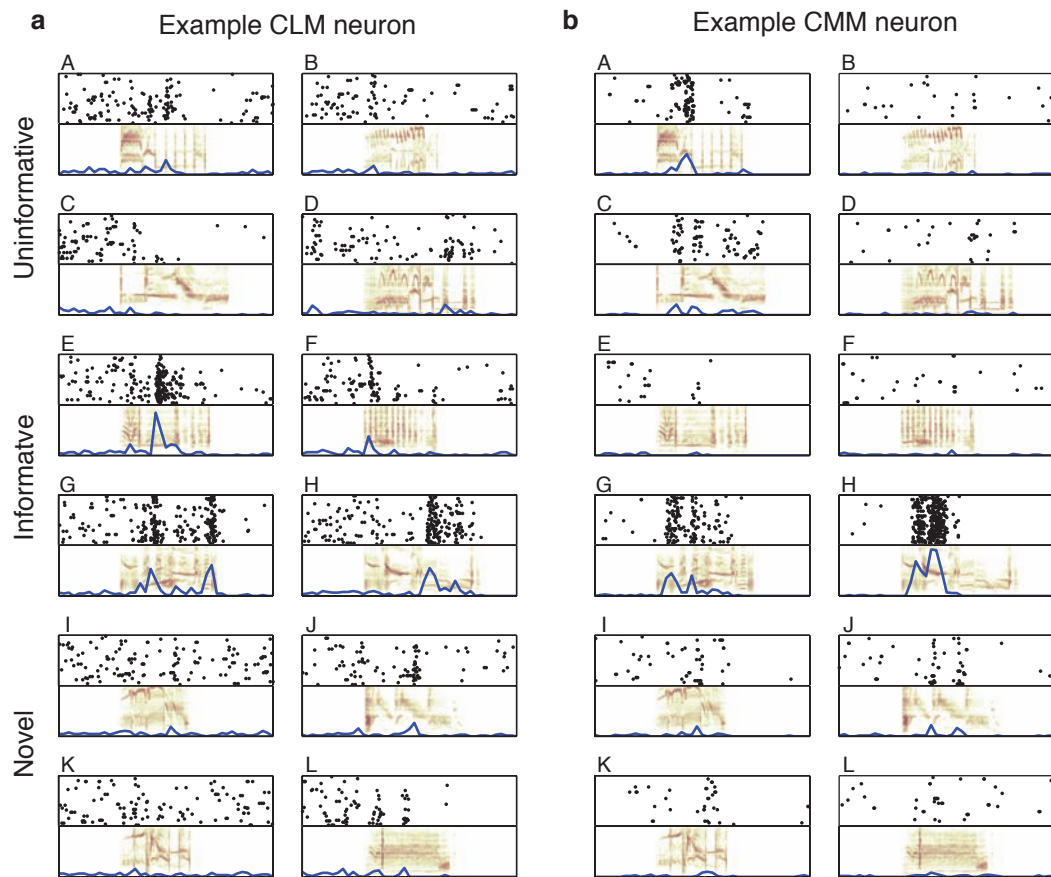 a Example CLM neuron
b Example CMM neuron
Uninformative
A B A B
C D C D
Informatve
E F E F
G H G H
Novel
I J I J
K L K L